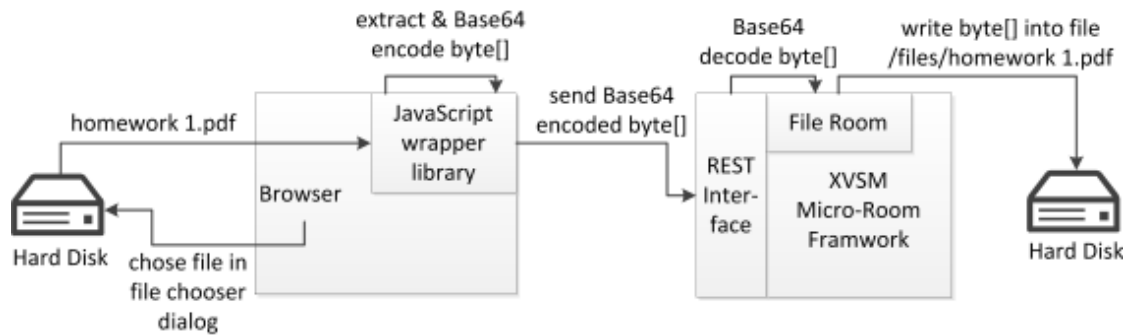 extract & Base64
encode byte[]
Base64
decode byte[]
write byte[] into file
/files/homework 1.pdf
homework 1.pdf
JavaScript
wrapper
library
send Base64
encoded byte[]
File Room
Browser
REST
Inter-
face
XVSM
Micro-Room
Framwork
Hard Disk
chose file in
file chooser
dialog
Hard Disk